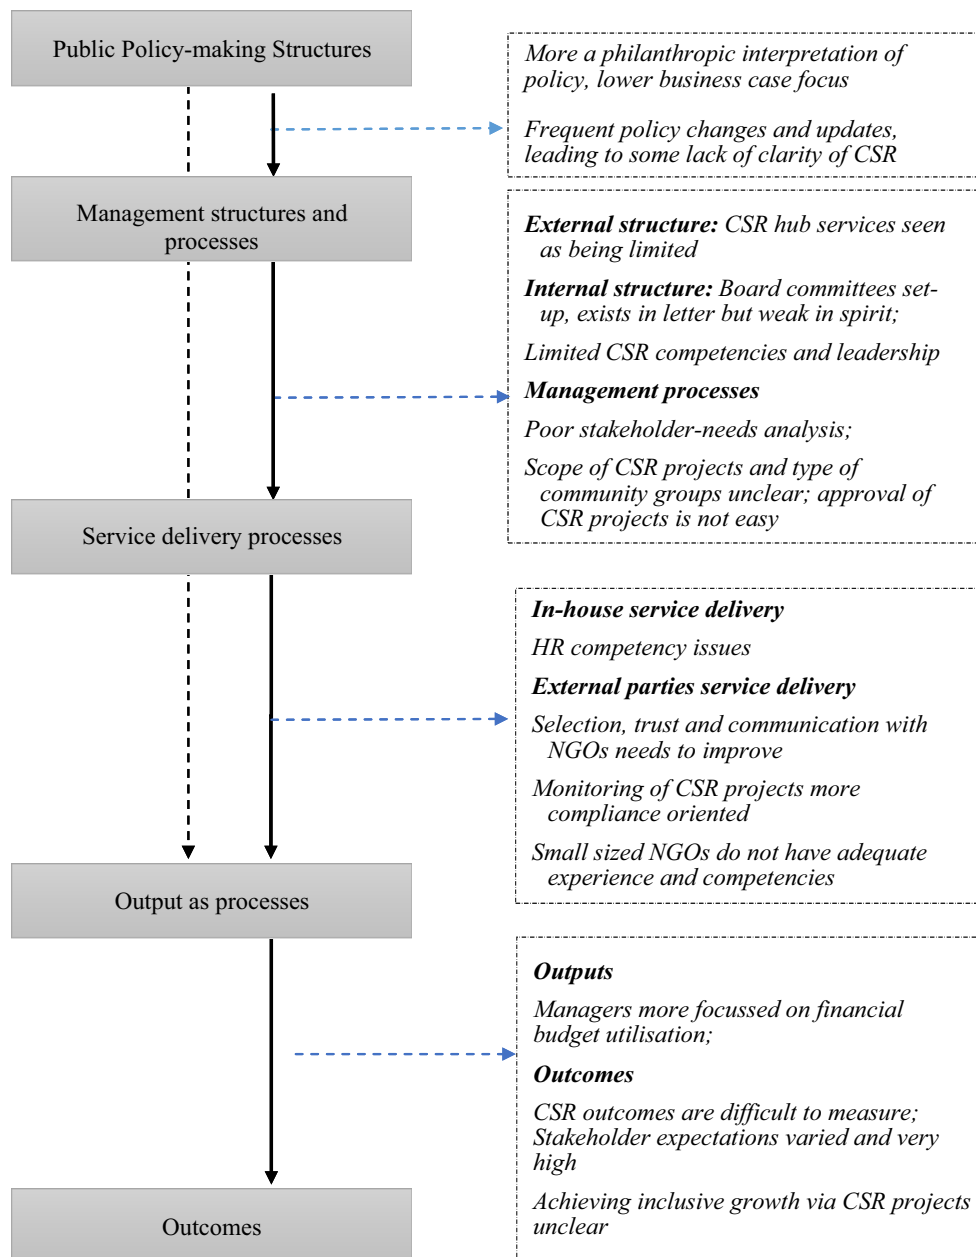 Public Policy-making Structures
More a philanthropic interpretation of
policy, lower business case focus
Frequent policy changes and updates,
leading to some lack of clarity of CSR
Management structures and
processes
External structure: CSR hub services seen
as being limited
Internal structure: Board committees set-
up, exists in letter but weak in spirit;
Limited CSR competencies and leadership
Management processes
Poor stakeholder-needs analysis;
Scope of CSR projects and type of
community groups unclear; approval of
CSR projects is not easy
Service delivery processes
In-house service delivery
HR competency issues
External parties service delivery
Selection, trust and communication with
NGOs needs to improve
Monitoring of CSR projects more
compliance oriented
Small sized NGOs do not have adequate
experience and competencies
Output as processes
Outputs
Managers more focussed on financial
budget utilisation;
Outcomes
CSR outcomes are difficult to measure;
Stakeholder expectations varied and very
high
Achieving inclusive growth via CSR projects
unclear
Outcomes